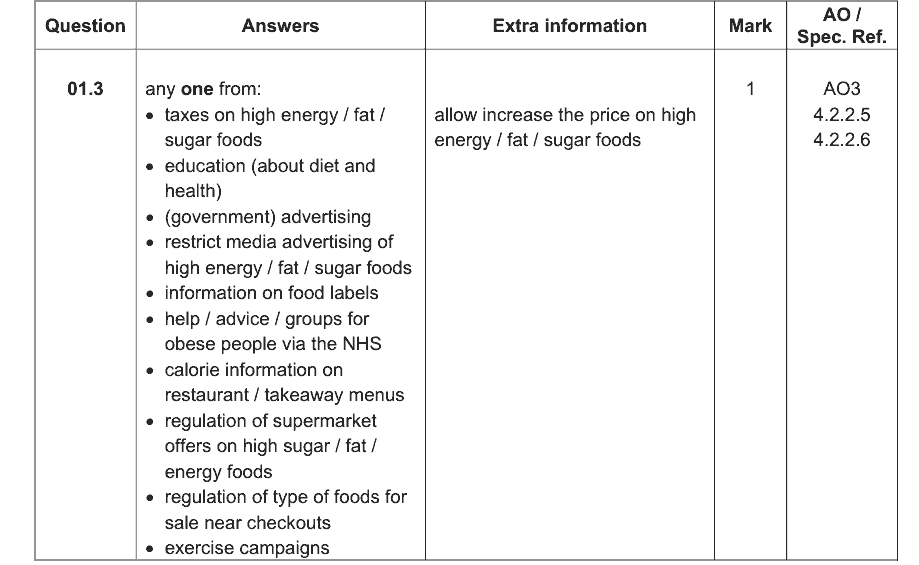 Question Answers Extra information Mark AO /
Spec. Ref.
01.3 any one from: 1 AO3
• taxes on high energy / fat / allow increase the price on high 4.2.2.5
sugar foods energy / fat / sugar foods 4.2.2.6
• education (about diet and
health)
• (government) advertising
• restrict media advertising of
high energy / fat / sugar foods
• information on food labels
• help / advice / groups for
obese people via the NHS
• calorie information on
restaurant / takeaway menus
• regulation of supermarket
offers on high sugar / fat /
energy foods
• regulation of type of foods for
sale near checkouts
• exercise campaigns